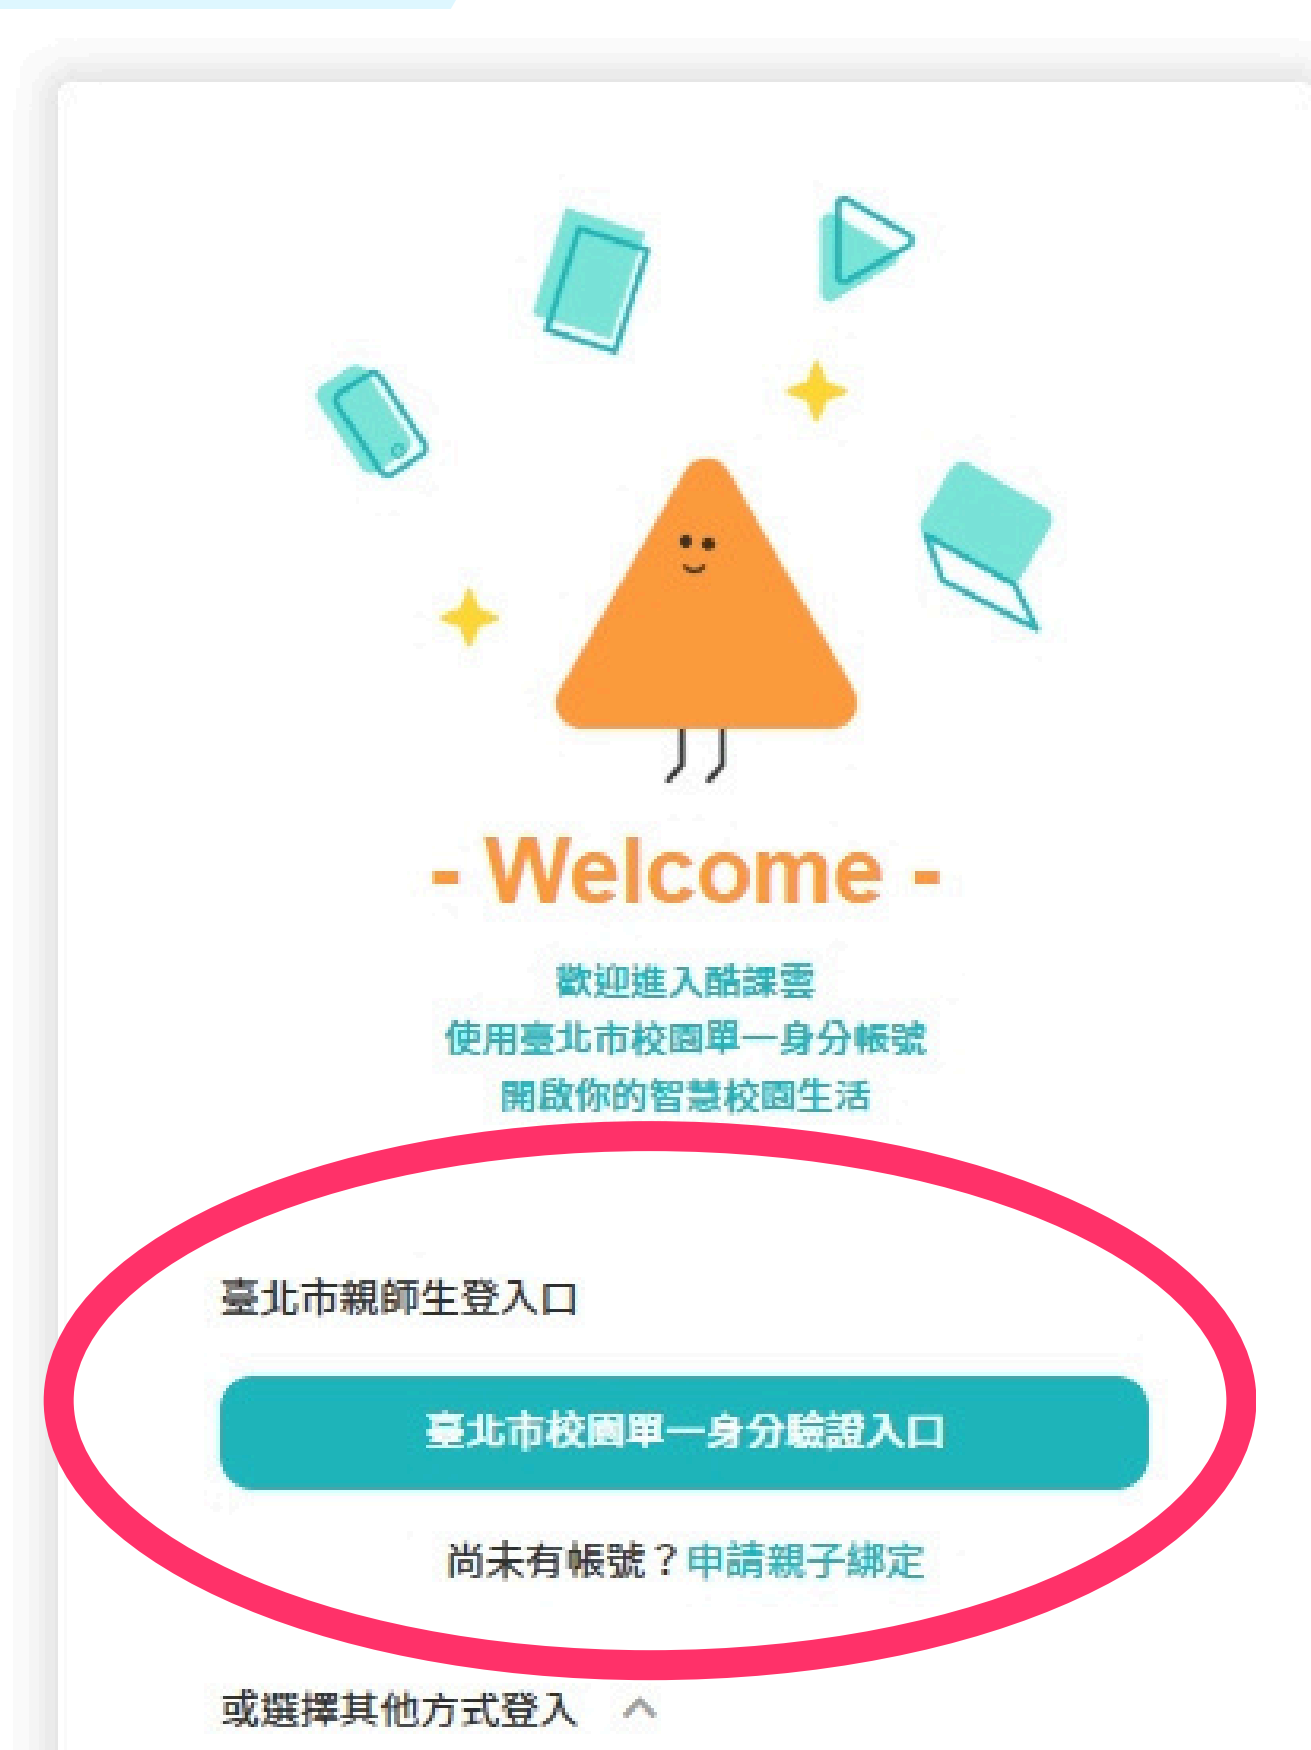 - Welcome -
歡迎進入酷課雲
使用臺北市校園單一身分帳號
開啟你的智慧校園生活
臺北市親師生登入口
臺北市校園單一身分驗證入口
尚未有帳號？申請親子綁定
或選擇其他方式登入